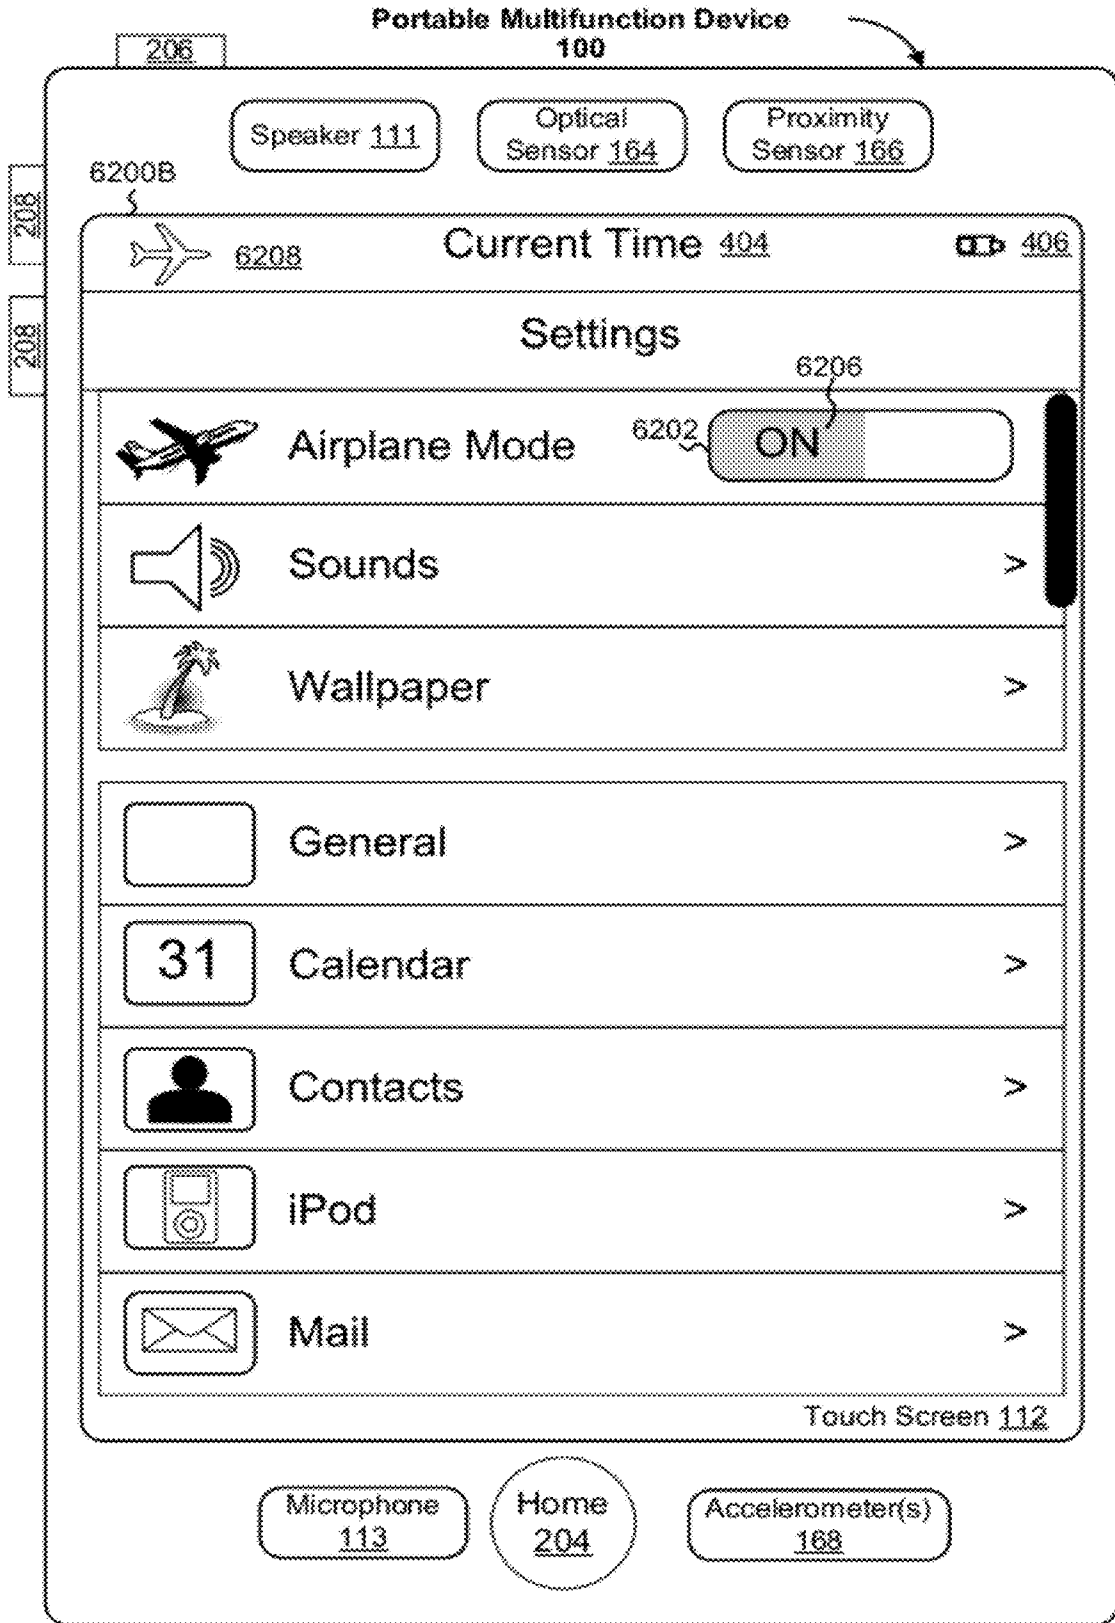 Portable Multifunction Device
100
206
Speaker 111
Optical
Sensor 164
Proximity
Sensor 166
6200B
208
6208
Current Time 404
406
208
Settings
6206
Airplane Mode
6202
ON
Sounds
>
Wallpaper
>
General
>
31
Calendar
>
Contacts
>
iPod
>
Mail
>
Touch Screen 112
Microphone
113
Home
204
Accelerometer(s)
168